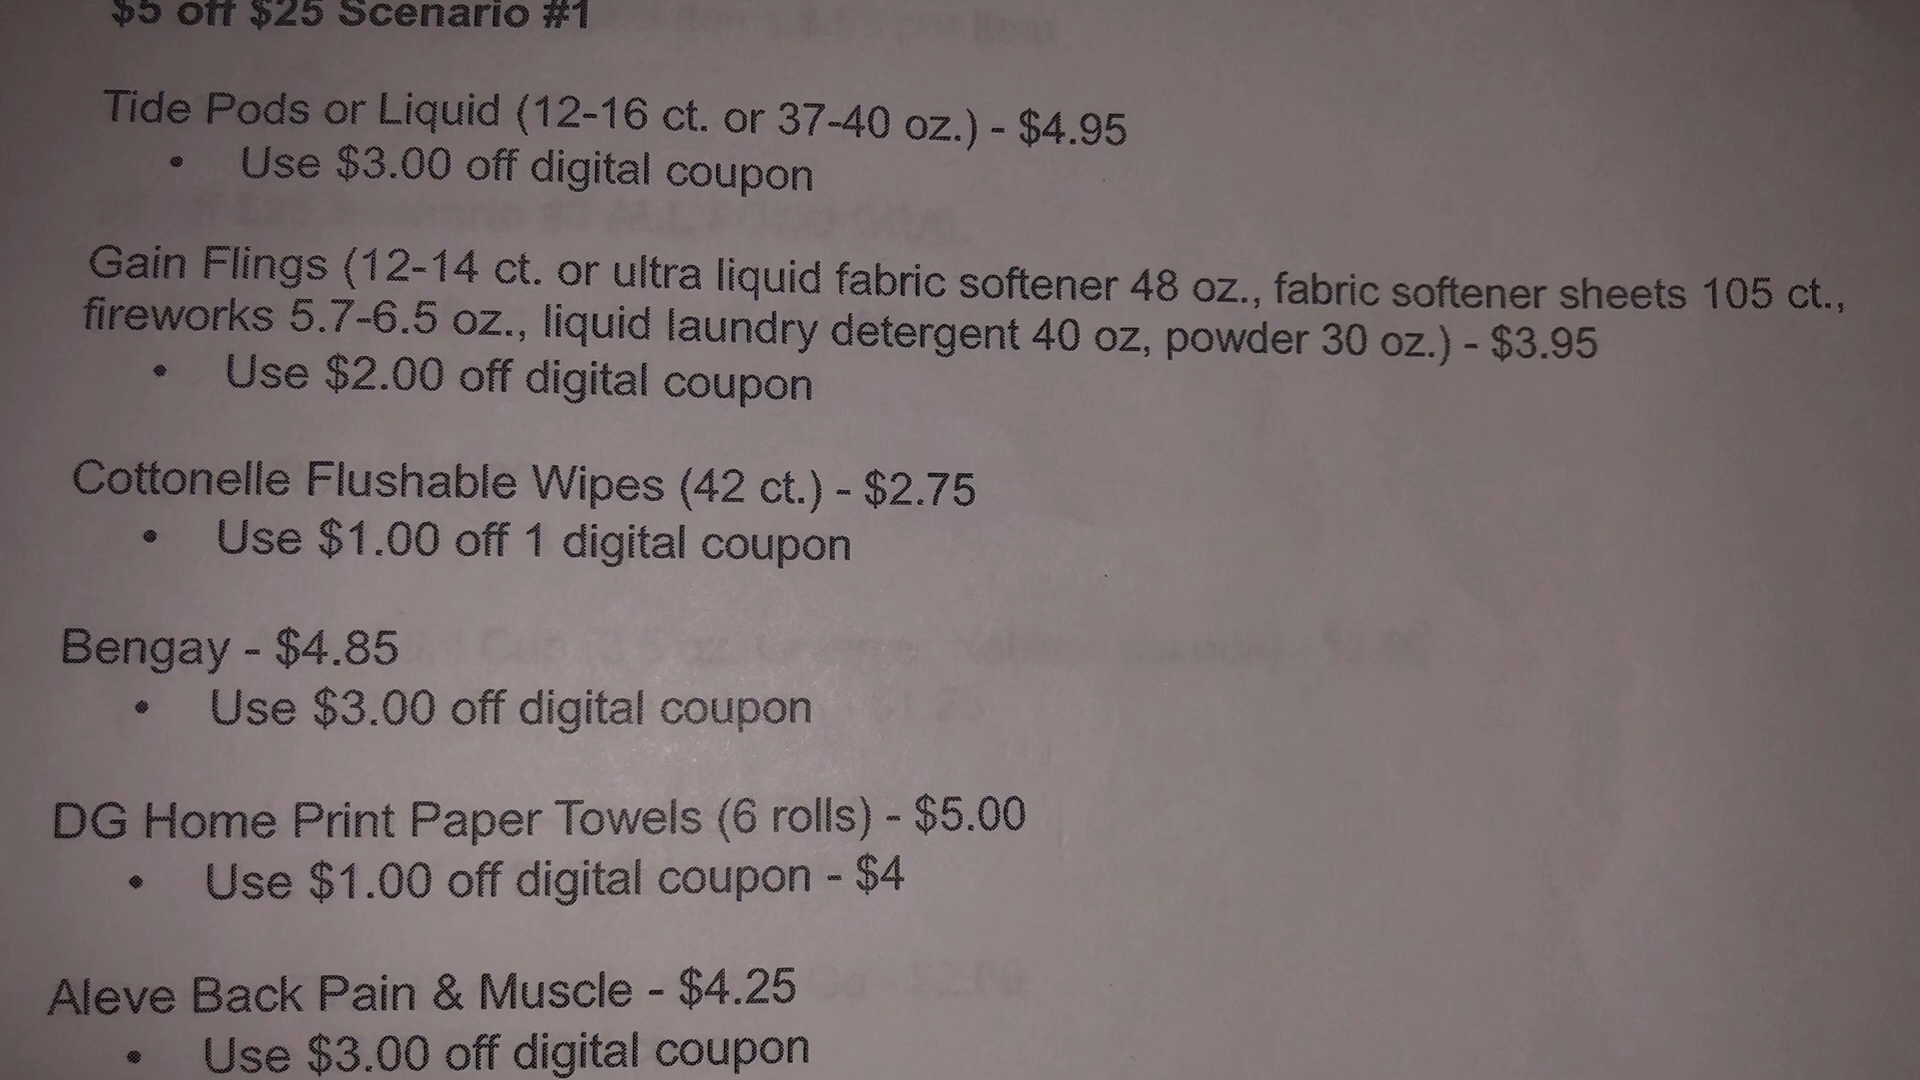 $5 off $25 Scenario #1
Tide Pods or Liquid (12-16 ct. or 37-40 oz.) - $4.95
• Use $3.00 off digital coupon
Gain Flings (12-14 ct. or ultra liquid fabric softener 48 oz., fabric softener sheets 105 ct.,
fireworks 5.7-6.5 oz., liquid laundry detergent 40 oz, powder 30 oz.) - $3.95
• Use $2.00 off digital coupon
Cottonelle Flushable Wipes (42 ct.) - $2.75
• Use $1.00 off 1 digital coupon
Bengay - $4.85
• Use $3.00 off digital coupon
DG Home Print Paper Towels (6 rolls) - $5.00
• Use $1.00 off digital coupon - $4
Aleve Back Pain & Muscle - $4.25
• Use $3.00 off digital coupon